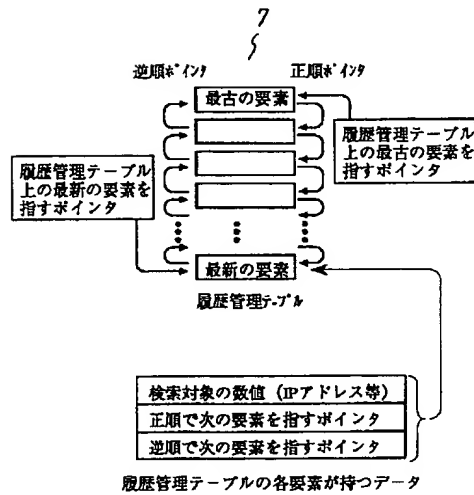 7
逆順ポインタ
正順ポインタ
最古の要素
履歴管理テーブル
上の最古の要素を
指すポインタ
履歴管理テーブル
上の最新の要素を
指すポインタ
最新の要素
履歴管理テーブル
検索対象の数値（IPアドレス等）
正順で次の要素を指すポインタ
逆順で次の要素を指すポインタ
履歴管理テーブルの各要素が持つデータ